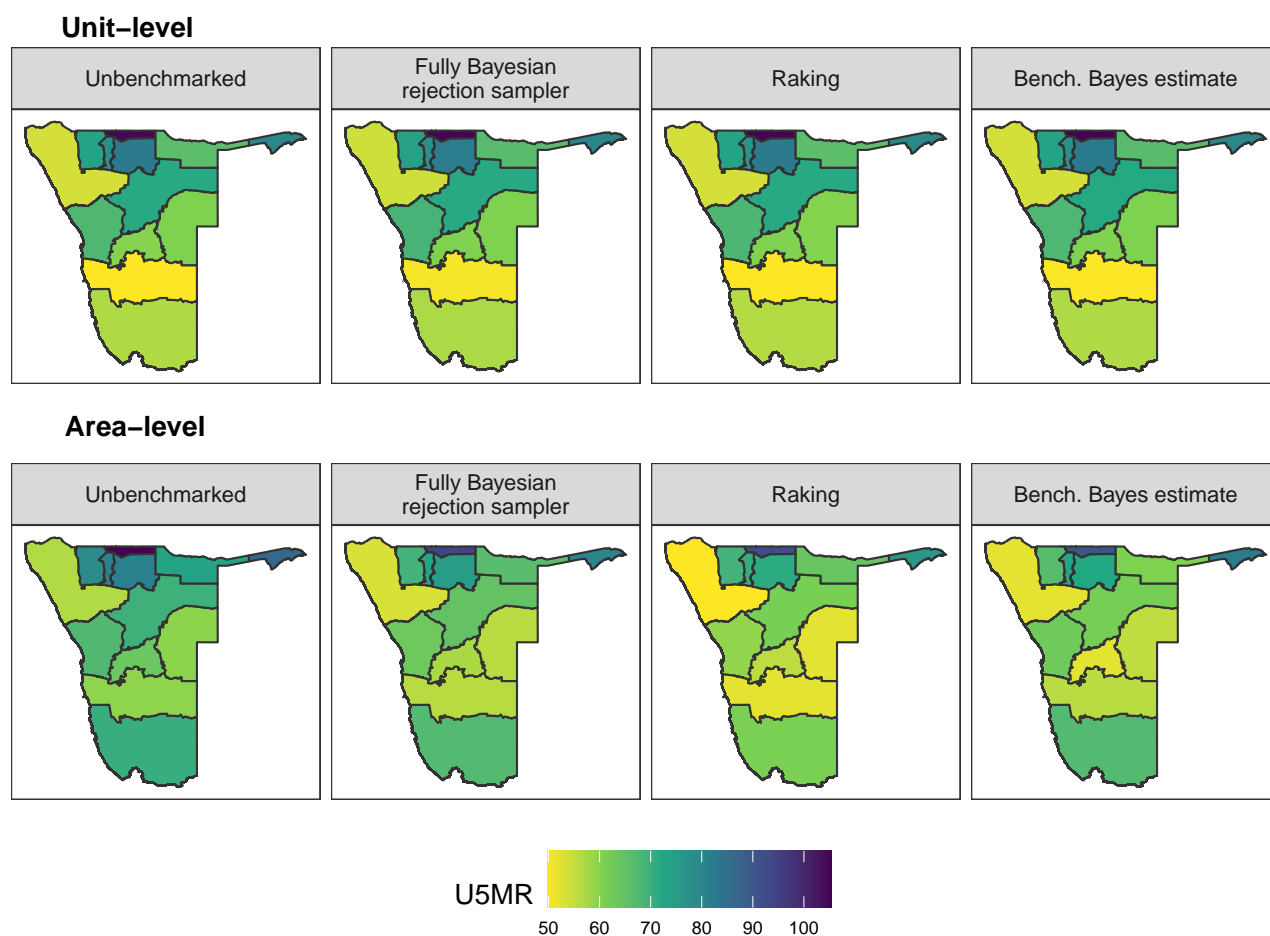 Unit−level
Unbenchmarked
Fully Bayesian
rejection sampler
Raking
Bench. Bayes estimate
Area−level
Unbenchmarked
Fully Bayesian
rejection sampler
Raking
Bench. Bayes estimate
U5MR
50 60 70 80 90 100